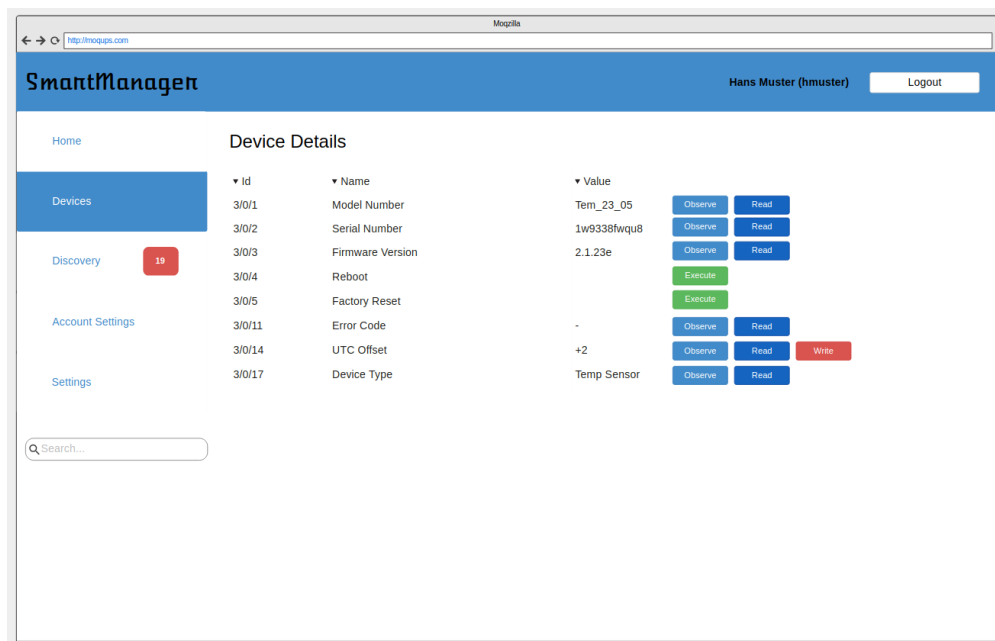 Moqzilla
http://moqups.com
SmartManager
Hans Muster (hmuster) Logout
Home
Devices
Discovery 19
Account Settings
Settings
Search...
Device Details
▾ Id ▾ Name ▾ Value
3/0/1 Model Number Tem_23_05 Observe Read
3/0/2 Serial Number 1w9338fwqu8 Observe Read
3/0/3 Firmware Version 2.1.23e Observe Read
3/0/4 Reboot Execute
3/0/5 Factory Reset Execute
3/0/11 Error Code - Observe Read
3/0/14 UTC Offset +2 Observe Read Write
3/0/17 Device Type Temp Sensor Observe Read